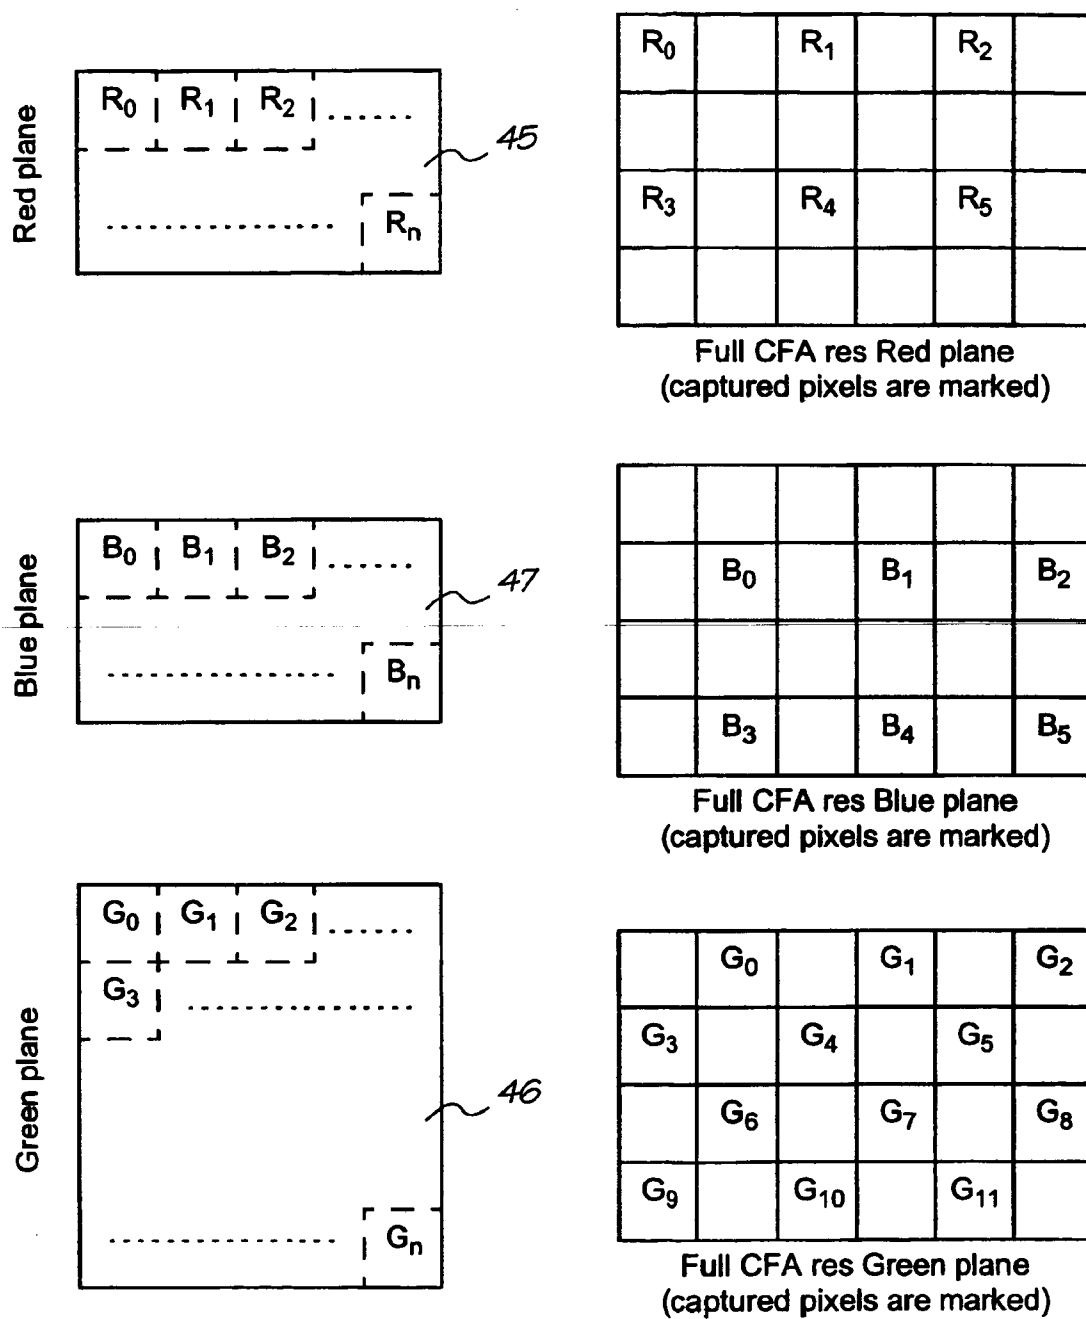 Red plane
R0 R1 R2
45
Rn
R0 R1 R2
R3 R4 R5
Full CFA res Red plane
(captured pixels are marked)
Blue plane
B0 B1 B2
47
Bn
B0 B1 B2
B3 B4 B5
Full CFA res Blue plane
(captured pixels are marked)
Green plane
G0 G1 G2
G3
46
Gn
G0 G1 G2
G3 G4 G5
G6 G7 G8
G9 G10 G11
Full CFA res Green plane
(captured pixels are marked)